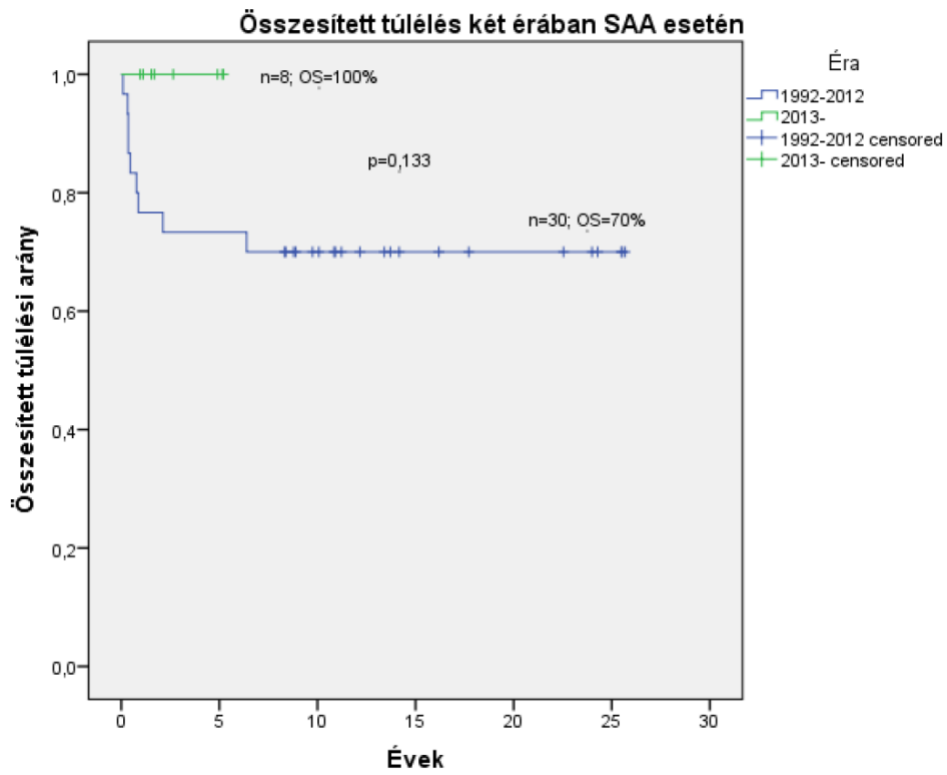 Összesített túlélés két érában SAA esetén
Éra
1992-2012
2013-
1992-2012 censored
2013- censored
n=8; OS=100%
p=0,133
n=30; OS=70%
Összesített túlélési arány
1,0
0,8
0,6
0,4
0,2
0,0
0 5 10 15 20 25 30
Évek